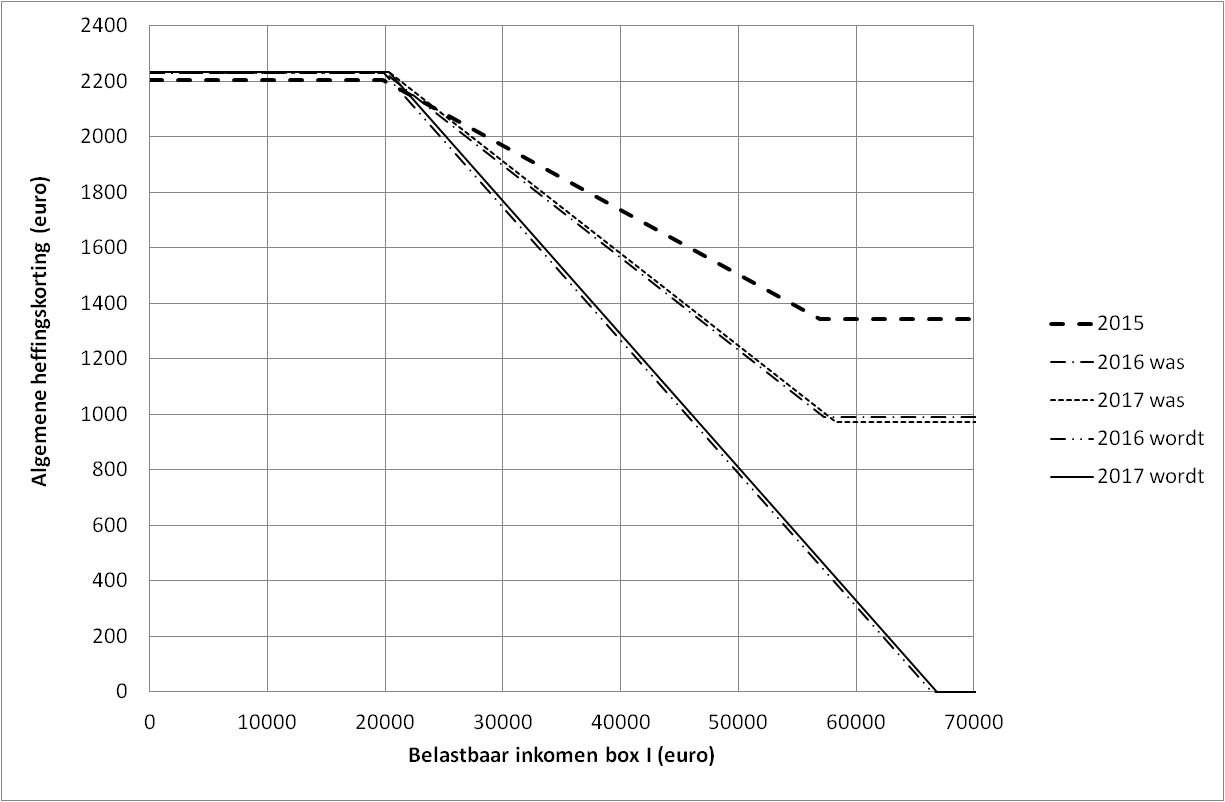 2400
2200
2000
1800
1600
1400
1200
1000
800
600
400
200
0
Algemene heffingskorting (euro)
0 10000 20000 30000 40000 50000 60000 70000
Belastbaar inkomen box I (euro)
2015
2016 was
2017 was
2016 wordt
2017 wordt